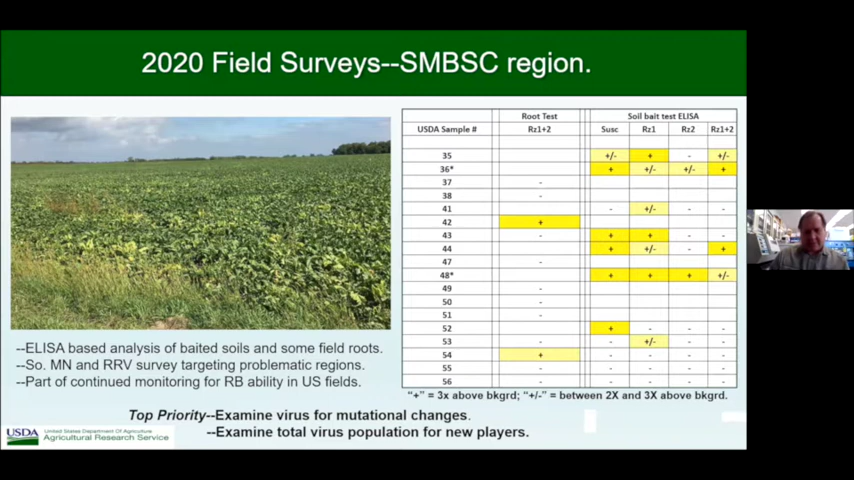 2020 Field Surveys--SMBSC region.
Root Test Soil bait test ELISA
USDA Sample # Rz1+2 Susc Rz1 Rz2 Rz1+2
35 +/- + - +/-
36* + +/- +/- +
37 -
38 -
41 - +/- - -
42 +
43 - + + - -
44 + +/- - +
47 -
48* + + + +/-
49 -
50 -
51 -
52 + - - -
53 - - +/- - -
54 + - - - -
55 - - - - -
56 - - - - -
"+" = 3x above bkgrd; "+/-" = between 2X and 3X above bkgrd.
--ELISA based analysis of baited soils and some field roots.
--So. MN and RRV survey targeting problematic regions.
--Part of continued monitoring for RB ability in US fields.
Top Priority--Examine virus for mutational changes.
--Examine total virus population for new players.
USDA
United States Department Of Agriculture
Agricultural Research Service